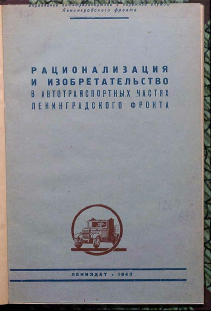 Ленинградского фронта
РАЦИОНАЛИЗАЦИЯ
И ИЗОБРЕТАТЕЛЬСТВО
В АВТОТРАНСПОРТНЫХ ЧАСТЯХ
ЛЕНИНГРАДСКОГО ФРОНТА
ЛЕНИЗДАТ • 1943